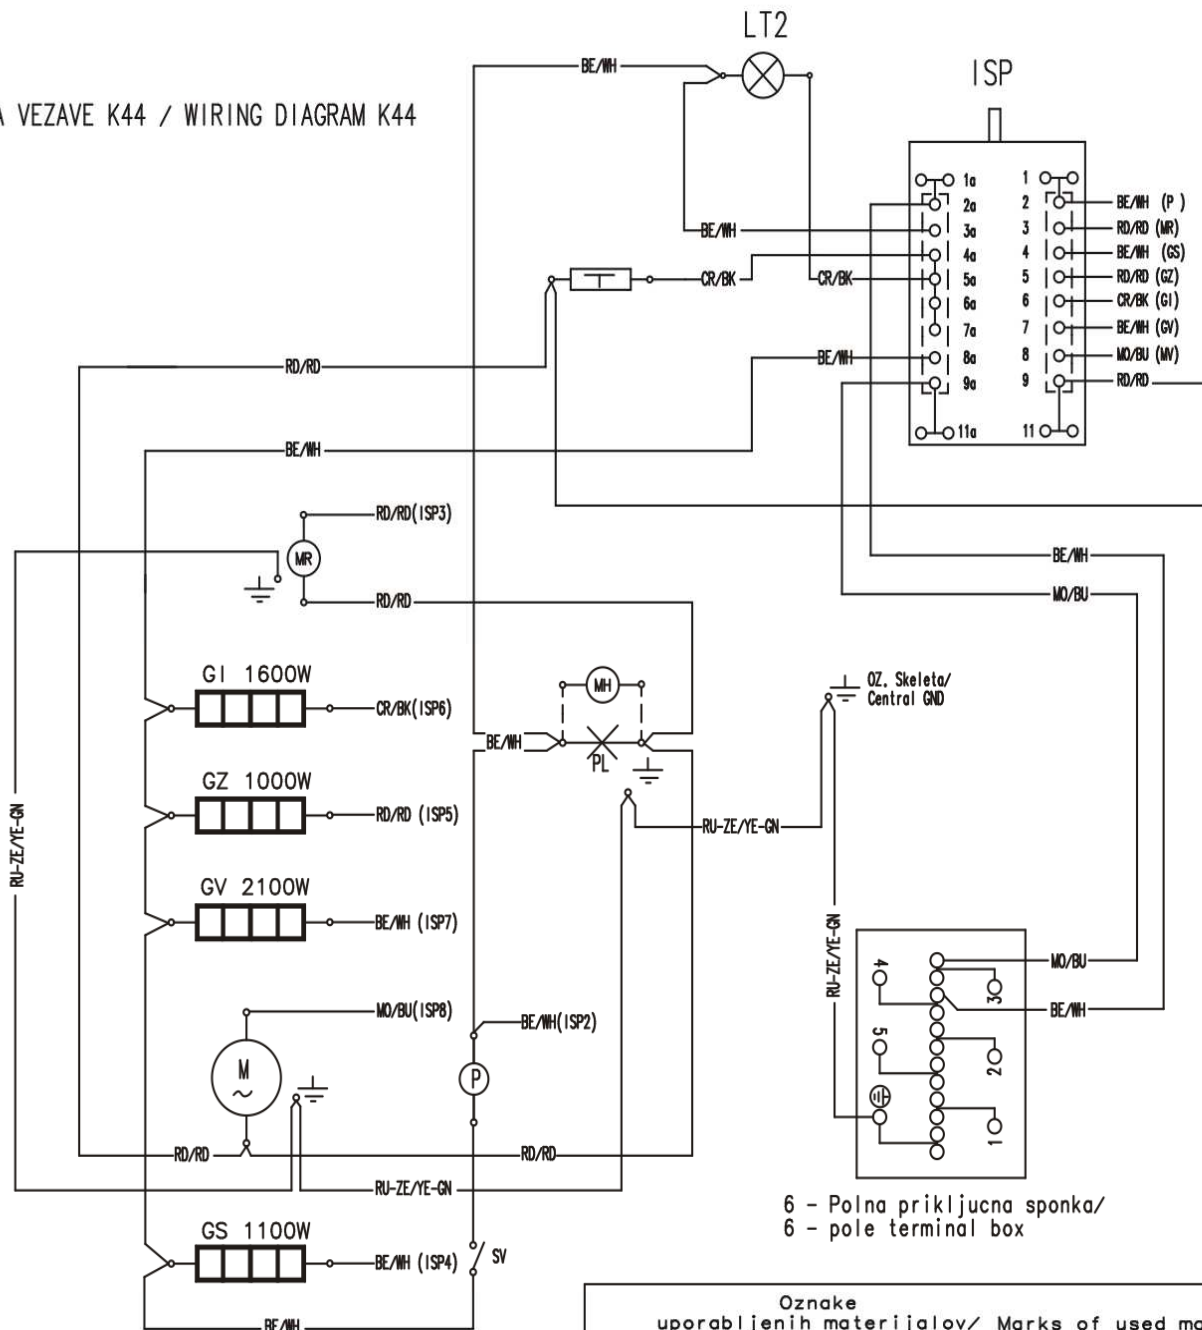 LT2
BE/WH
ISP
A VEZAVE K44 / WIRING DIAGRAM K44
1a 1
2a 2 BE/WH (P )
BE/WH 3a 3 RD/RD (MR)
4a 4 BE/WH (GS)
CR/BK CR/BK 5a 5 RD/RD (GZ)
6a 6 CR/BK (GI)
7a 7 BE/WH (GV)
RD/RD BE/WH 8a 8 MO/BU (MV)
9a 9 RD/RD
11a 11
BE/WH
RD/RD(ISP3)
MR
BE/WH
RD/RD MO/BU
GI 1600W
MH
OZ. Skeleta/
Central GND
CR/BK(ISP6)
BE/WH
PL
GZ 1000W
RD/RD (ISP5)
RU-ZE/YE-GN
RU-ZE/YE-GN
GV 2100W
BE/WH (ISP7)
RU-ZE/YE-GN
MO/BU
4
3
BE/WH
MO/BU(ISP8)
BE/WH(ISP2)
5
2
M
P
1
RD/RD RD/RD
RU-ZE/YE-GN
6 - Polna prikljucna sponka/
6 - pole terminal box
GS 1100W
BE/WH (ISP4)
SV
BE/WH
Oznake
uporabljenih materijalov/ Marks of used ma